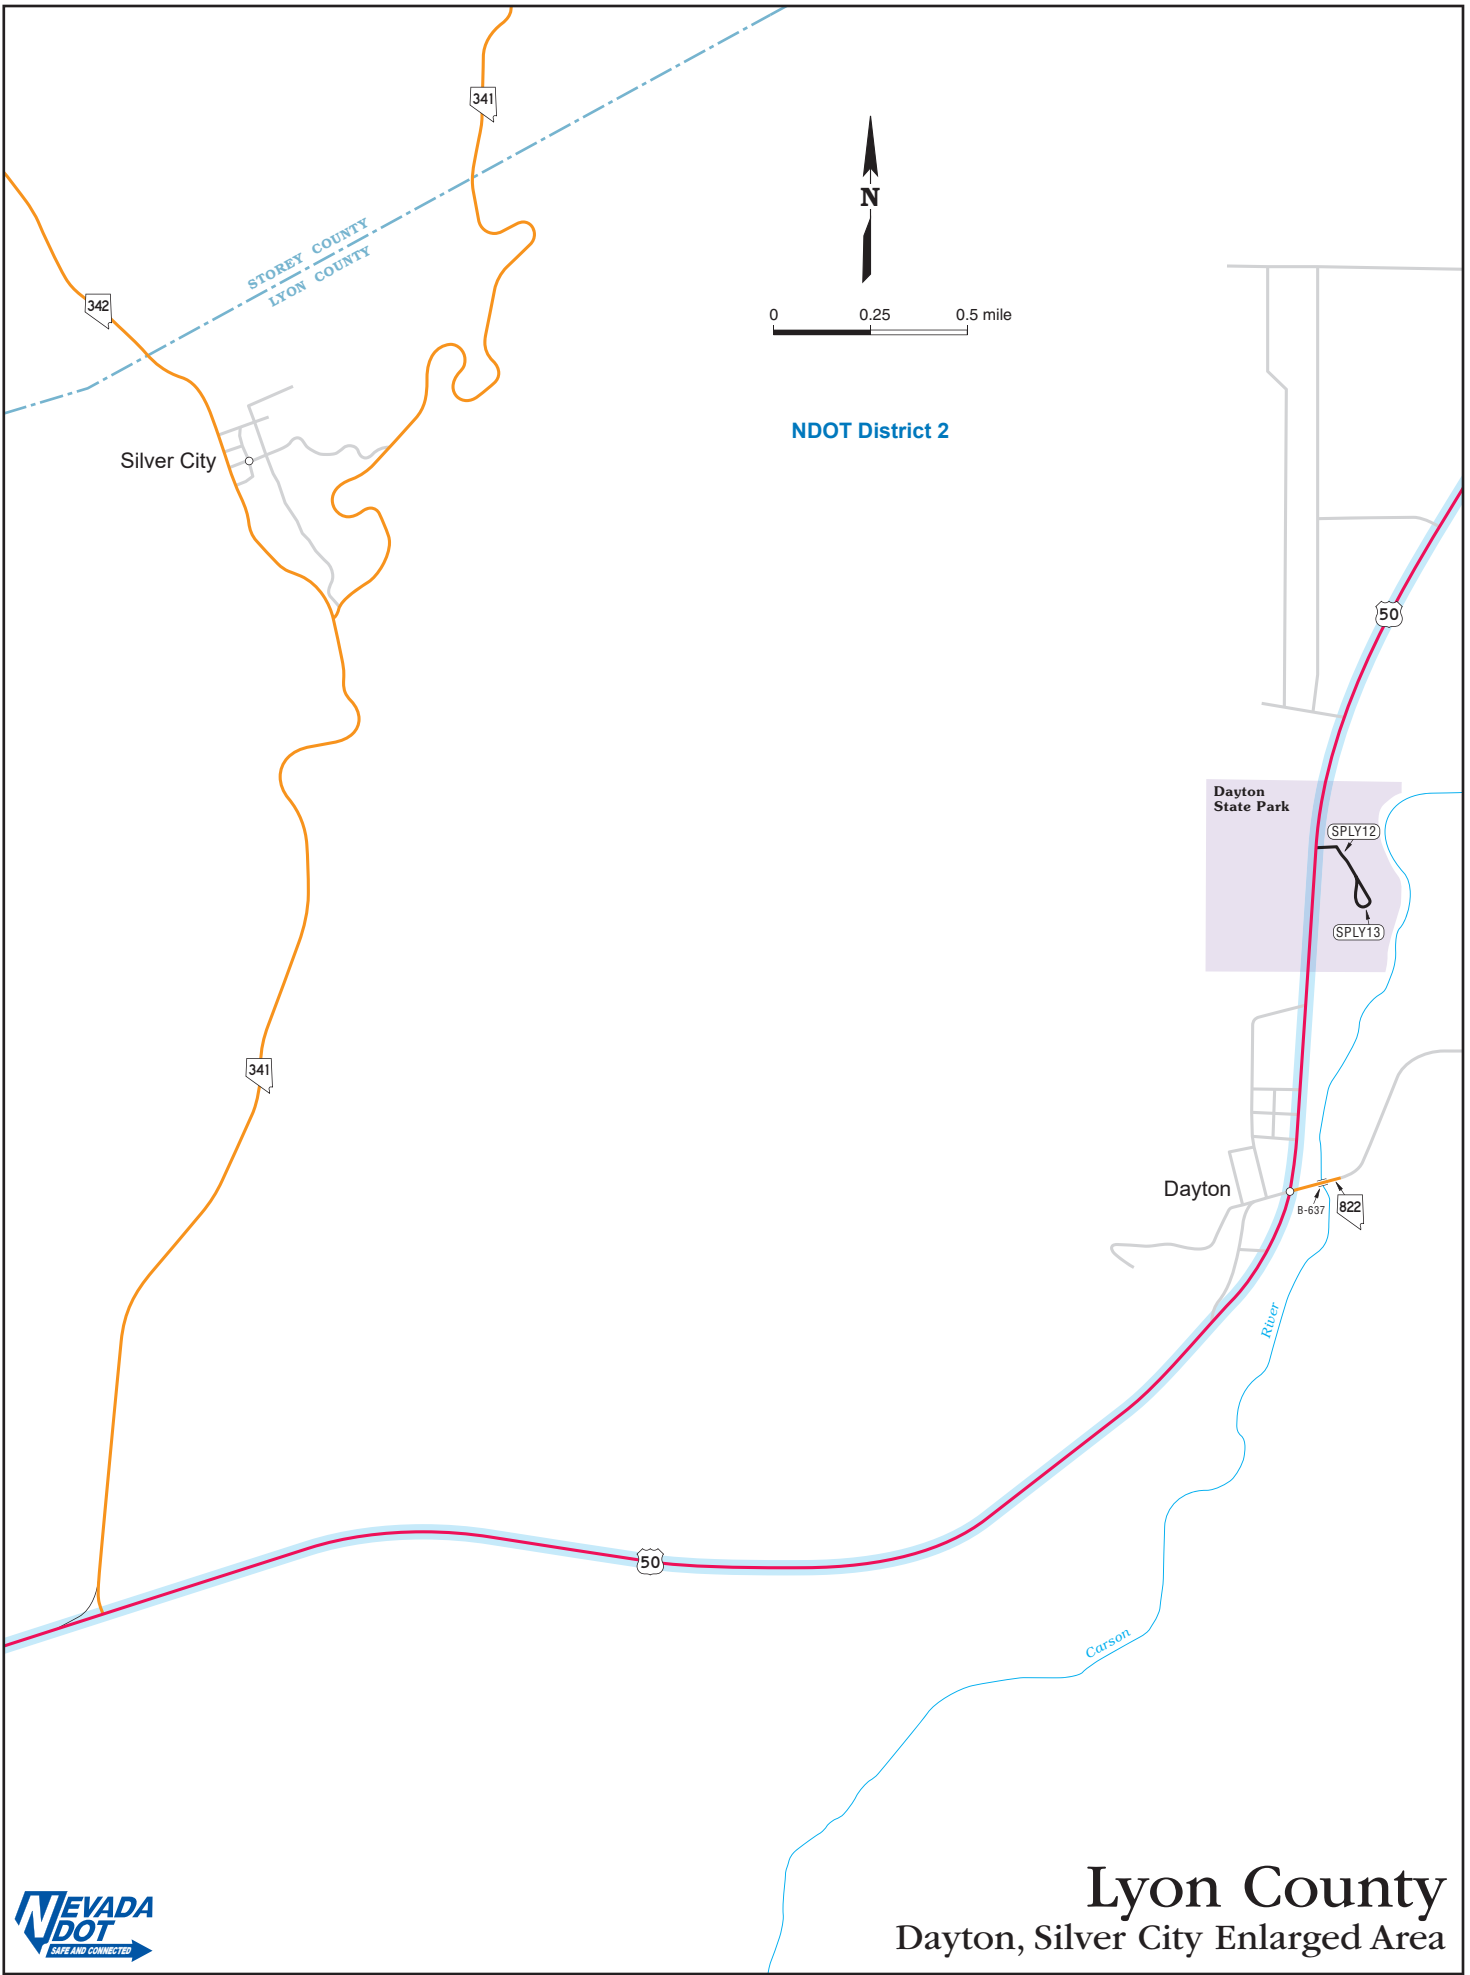 341
STOREY COUNTY
LYON COUNTY
342
N
0 0.25 0.5 mile
NDOT District 2
Silver City
50
Dayton
State Park
SPLY12
SPLY13
341
Dayton
B-637
822
River
50
Carson
Lyon County
Dayton, Silver City Enlarged Area
NEVADA
DOT
SAFE AND CONNECTED